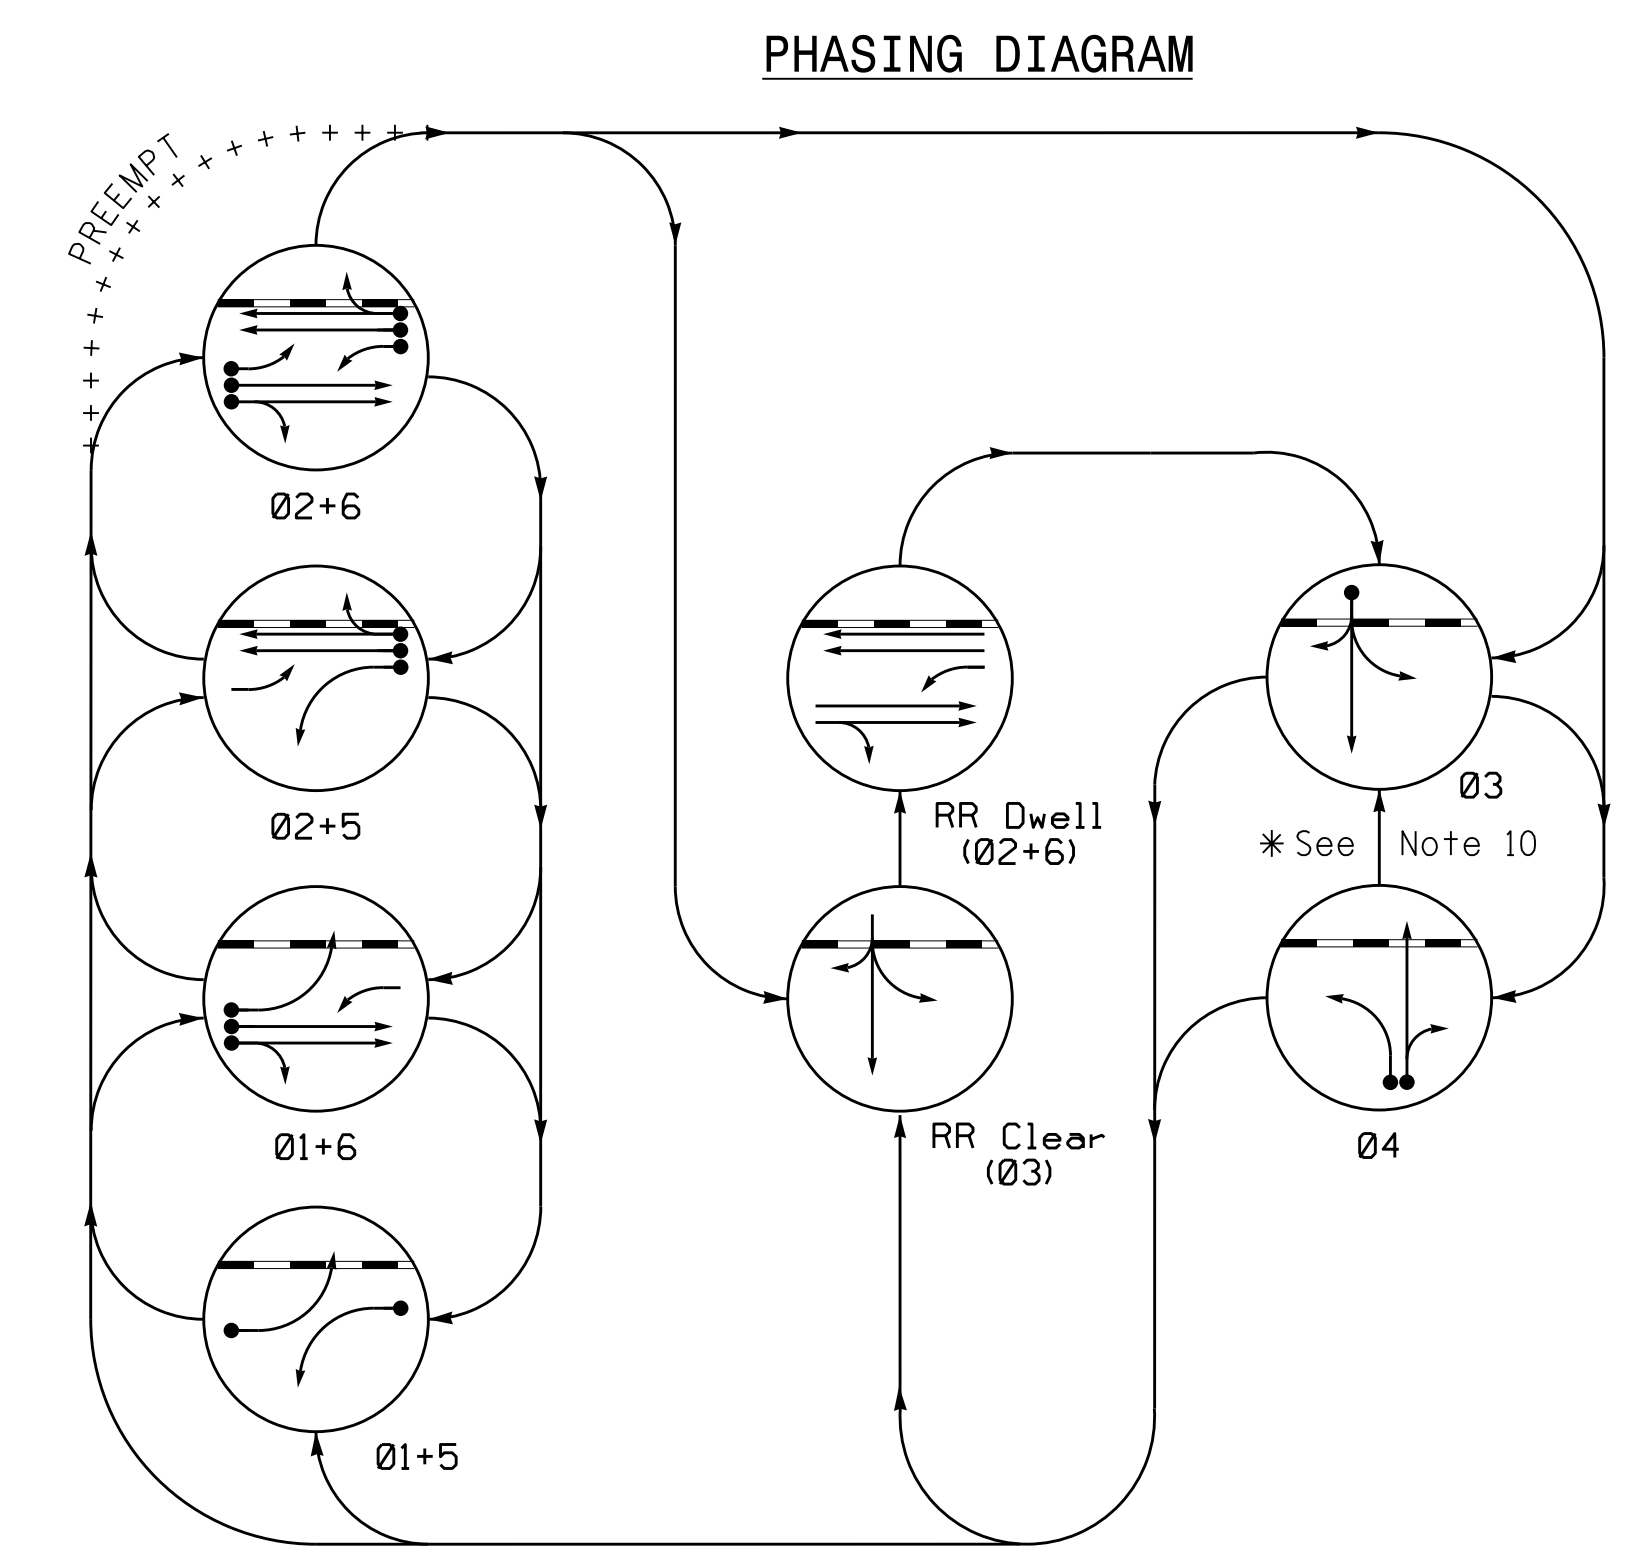 PHASING DIAGRAM
PREEMPT
Ø2+6
Ø2+5
RR Dwell
(Ø2+6)
Ø3
*See Note 10
Ø1+6
RR Clear
(Ø3)
Ø4
Ø1+5